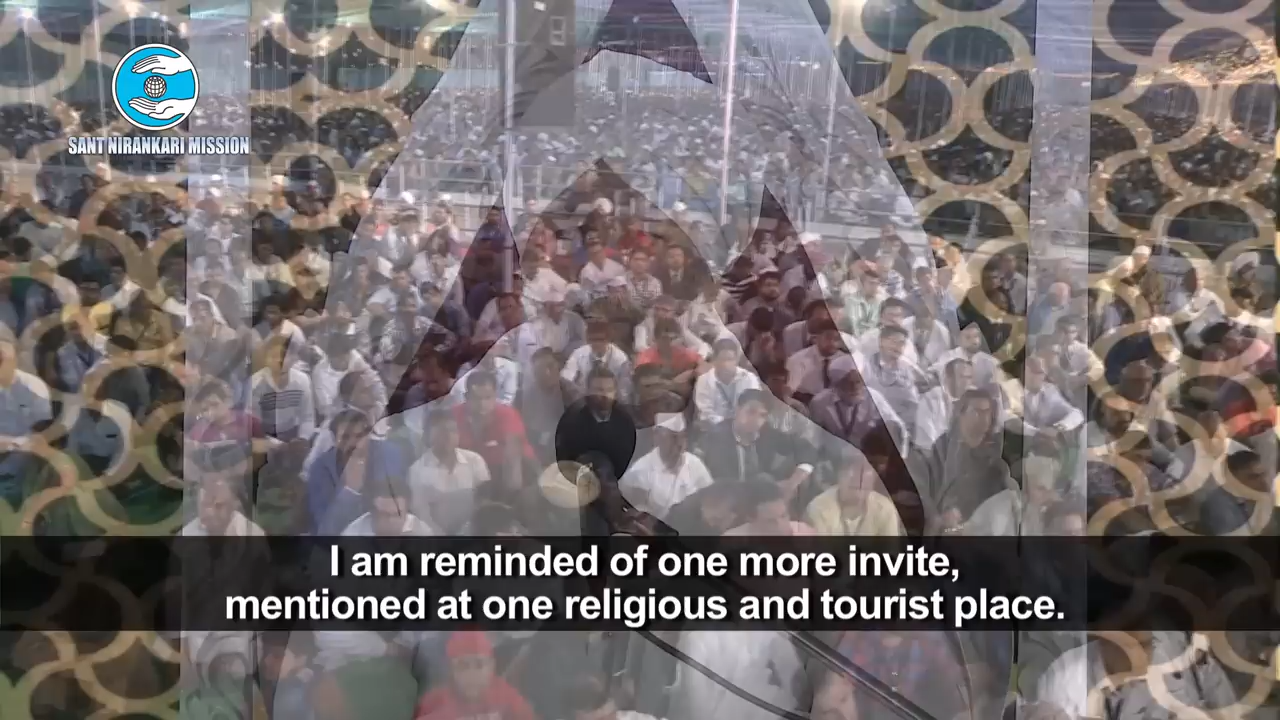 SANT NIRANKARI MISSION
I am reminded of one more invite,
mentioned at one religious and tourist place.